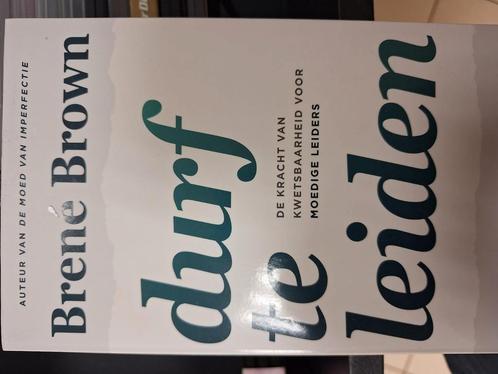 AUTEUR VAN DE MOED VAN IMPERFECTIE
Brené Brown
durf
te
DE KRACHT VAN
KWETSBAARHEID VOOR
MOEDIGE LEIDERS
leiden